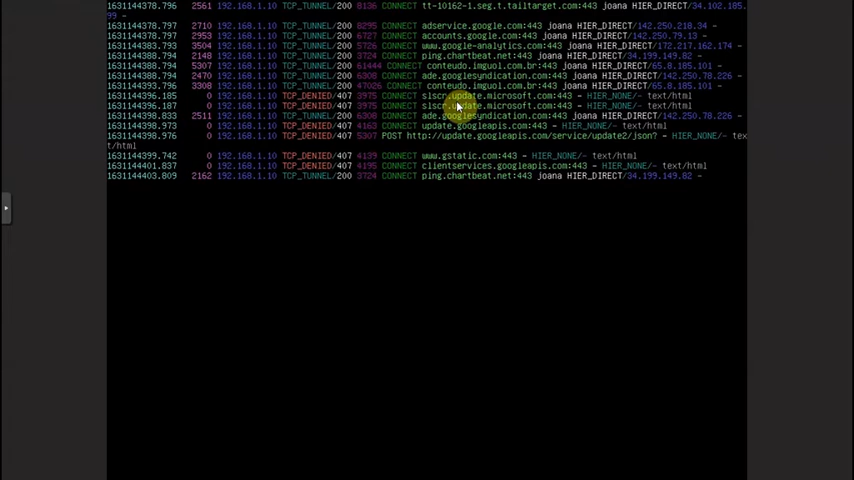 1631144378.796 2561 192.168.1.10 TCP_TUNNEL/200 8136 CONNECT tt-10162-1.seg.t.tailtarget.com:443 joana HIER_DIRECT/34.102.185.
99 -
1631144378.797 2710 192.168.1.10 TCP_TUNNEL/200 8295 CONNECT adservice.google.com:443 joana HIER_DIRECT/142.250.218.34 -
1631144378.797 2953 192.168.1.10 TCP_TUNNEL/200 6727 CONNECT accounts.google.com:443 joana HIER_DIRECT/142.250.79.13 -
1631144383.793 3504 192.168.1.10 TCP_TUNNEL/200 5726 CONNECT www.google-analytics.com:443 joana HIER_DIRECT/172.217.162.174 -
1631144388.794 2148 192.168.1.10 TCP_TUNNEL/200 3724 CONNECT ping.chartbeat.net:443 joana HIER_DIRECT/34.199.149.82 -
1631144388.794 5307 192.168.1.10 TCP_TUNNEL/200 61444 CONNECT conteudo.imguol.com.br:443 joana HIER_DIRECT/65.8.185.101 -
1631144388.794 2470 192.168.1.10 TCP_TUNNEL/200 6308 CONNECT ade.googlesyndication.com:443 joana HIER_DIRECT/142.250.78.226 -
1631144393.796 3308 192.168.1.10 TCP_TUNNEL/200 47026 CONNECT conteudo.imguol.com.br:443 joana HIER_DIRECT/65.8.185.101 -
1631144396.185 0 192.168.1.10 TCP_DENIED/407 3975 CONNECT slscr.update.microsoft.com:443 - HIER_NONE/- text/html
1631144396.187 0 192.168.1.10 TCP_DENIED/407 3975 CONNECT slscr.update.microsoft.com:443 - HIER_NONE/- text/html
1631144398.833 2511 192.168.1.10 TCP_TUNNEL/200 6308 CONNECT ade.googlesyndication.com:443 joana HIER_DIRECT/142.250.78.226 -
1631144398.973 0 192.168.1.10 TCP_DENIED/407 4163 CONNECT update.googleapis.com:443 - HIER_NONE/- text/html
1631144398.976 0 192.168.1.10 TCP_DENIED/407 5307 POST http://update.googleapis.com/service/update2/json? - HIER_NONE/- tex
t/html
1631144399.742 0 192.168.1.10 TCP_DENIED/407 4139 CONNECT www.gstatic.com:443 - HIER_NONE/- text/html
1631144401.837 0 192.168.1.10 TCP_DENIED/407 4195 CONNECT clientservices.googleapis.com:443 - HIER_NONE/- text/html
1631144403.809 2162 192.168.1.10 TCP_TUNNEL/200 3724 CONNECT ping.chartbeat.net:443 joana HIER_DIRECT/34.199.149.82 -